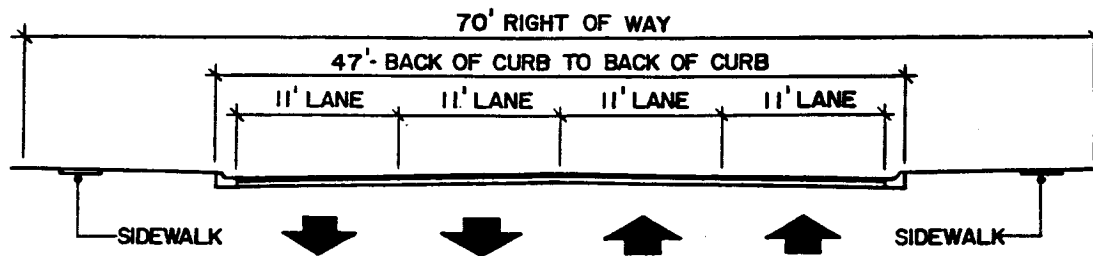 70' RIGHT OF WAY
47'- BACK OF CURB TO BACK OF CURB
11' LANE 11' LANE 11' LANE 11' LANE
SIDEWALK SIDEWALK